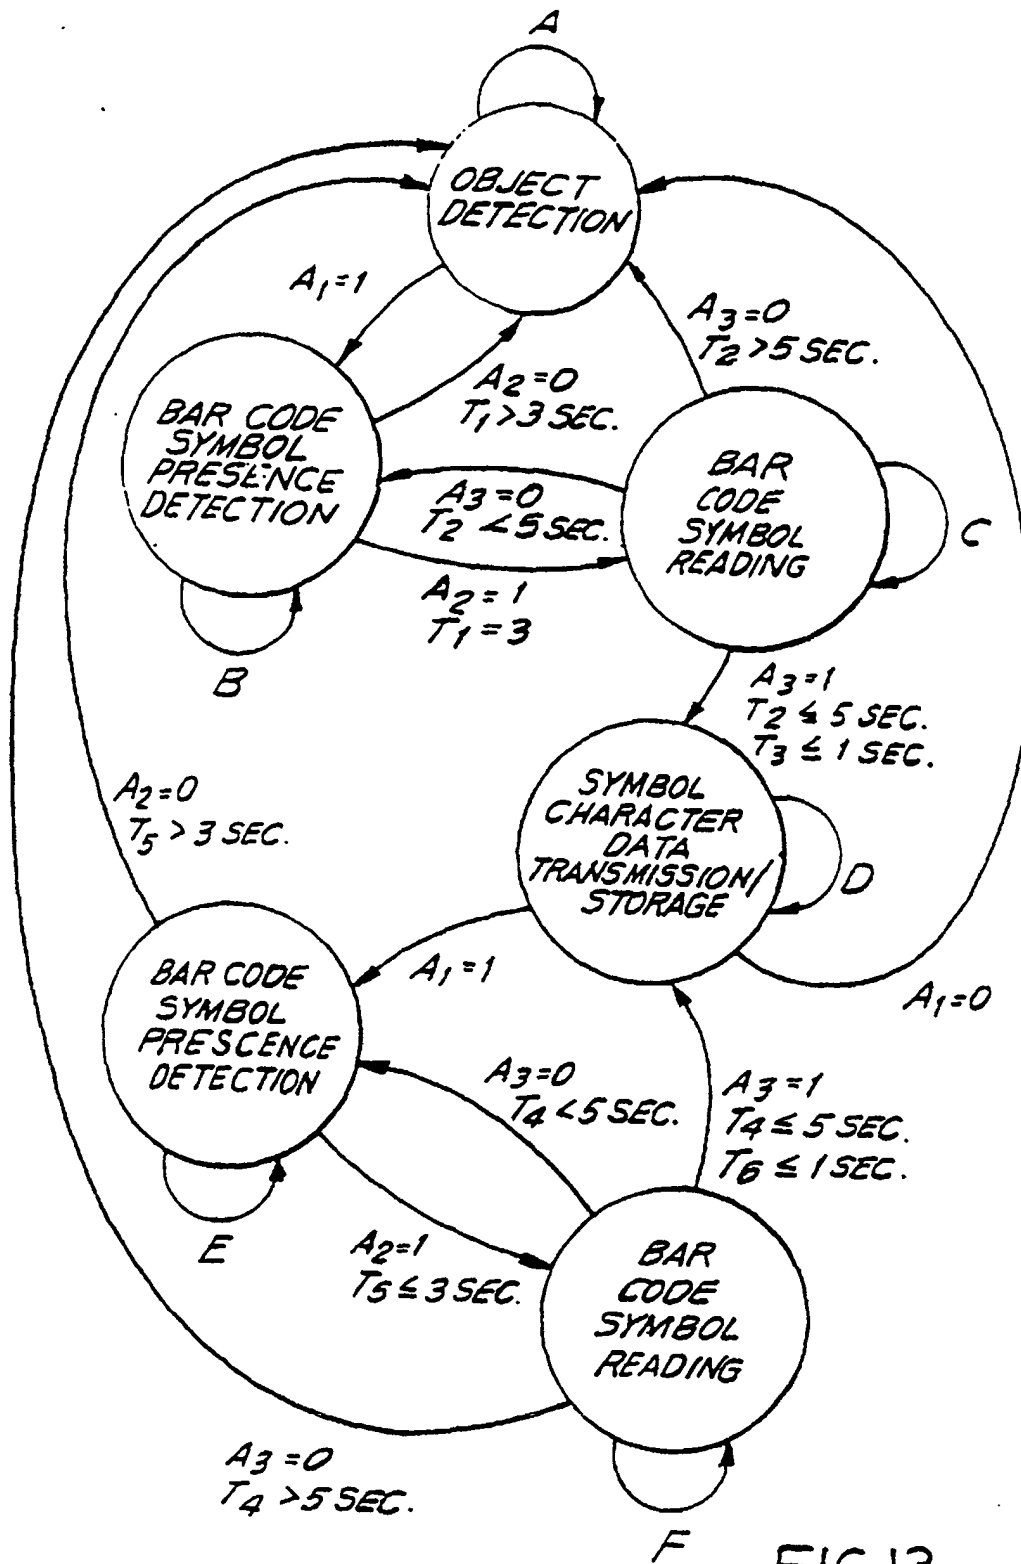 A
OBJECT
DETECTION
A1=1
A3=0
T2 >5 SEC.
A2=0
T1>3 SEC.
BAR CODE
SYMBOL
PRESENCE
DETECTION
A3=0
T2 <5 SEC.
BAR
CODE
SYMBOL
READING
C
A2=1
T1=3
B
A3=1
T2 ≤ 5 SEC.
T3 ≤ 1 SEC.
SYMBOL
CHARACTER
DATA
TRANSMISSION/
STORAGE
D
A2=0
T5 > 3 SEC.
A1=1
A1=0
BAR CODE
SYMBOL
PRESCENCE
DETECTION
A3=0
T4<5 SEC.
A3=1
T4≤5 SEC.
T6 ≤ 1 SEC.
E
A2=1
T5≤3 SEC.
BAR
CODE
SYMBOL
READING
A3=0
T4 >5 SEC.
F